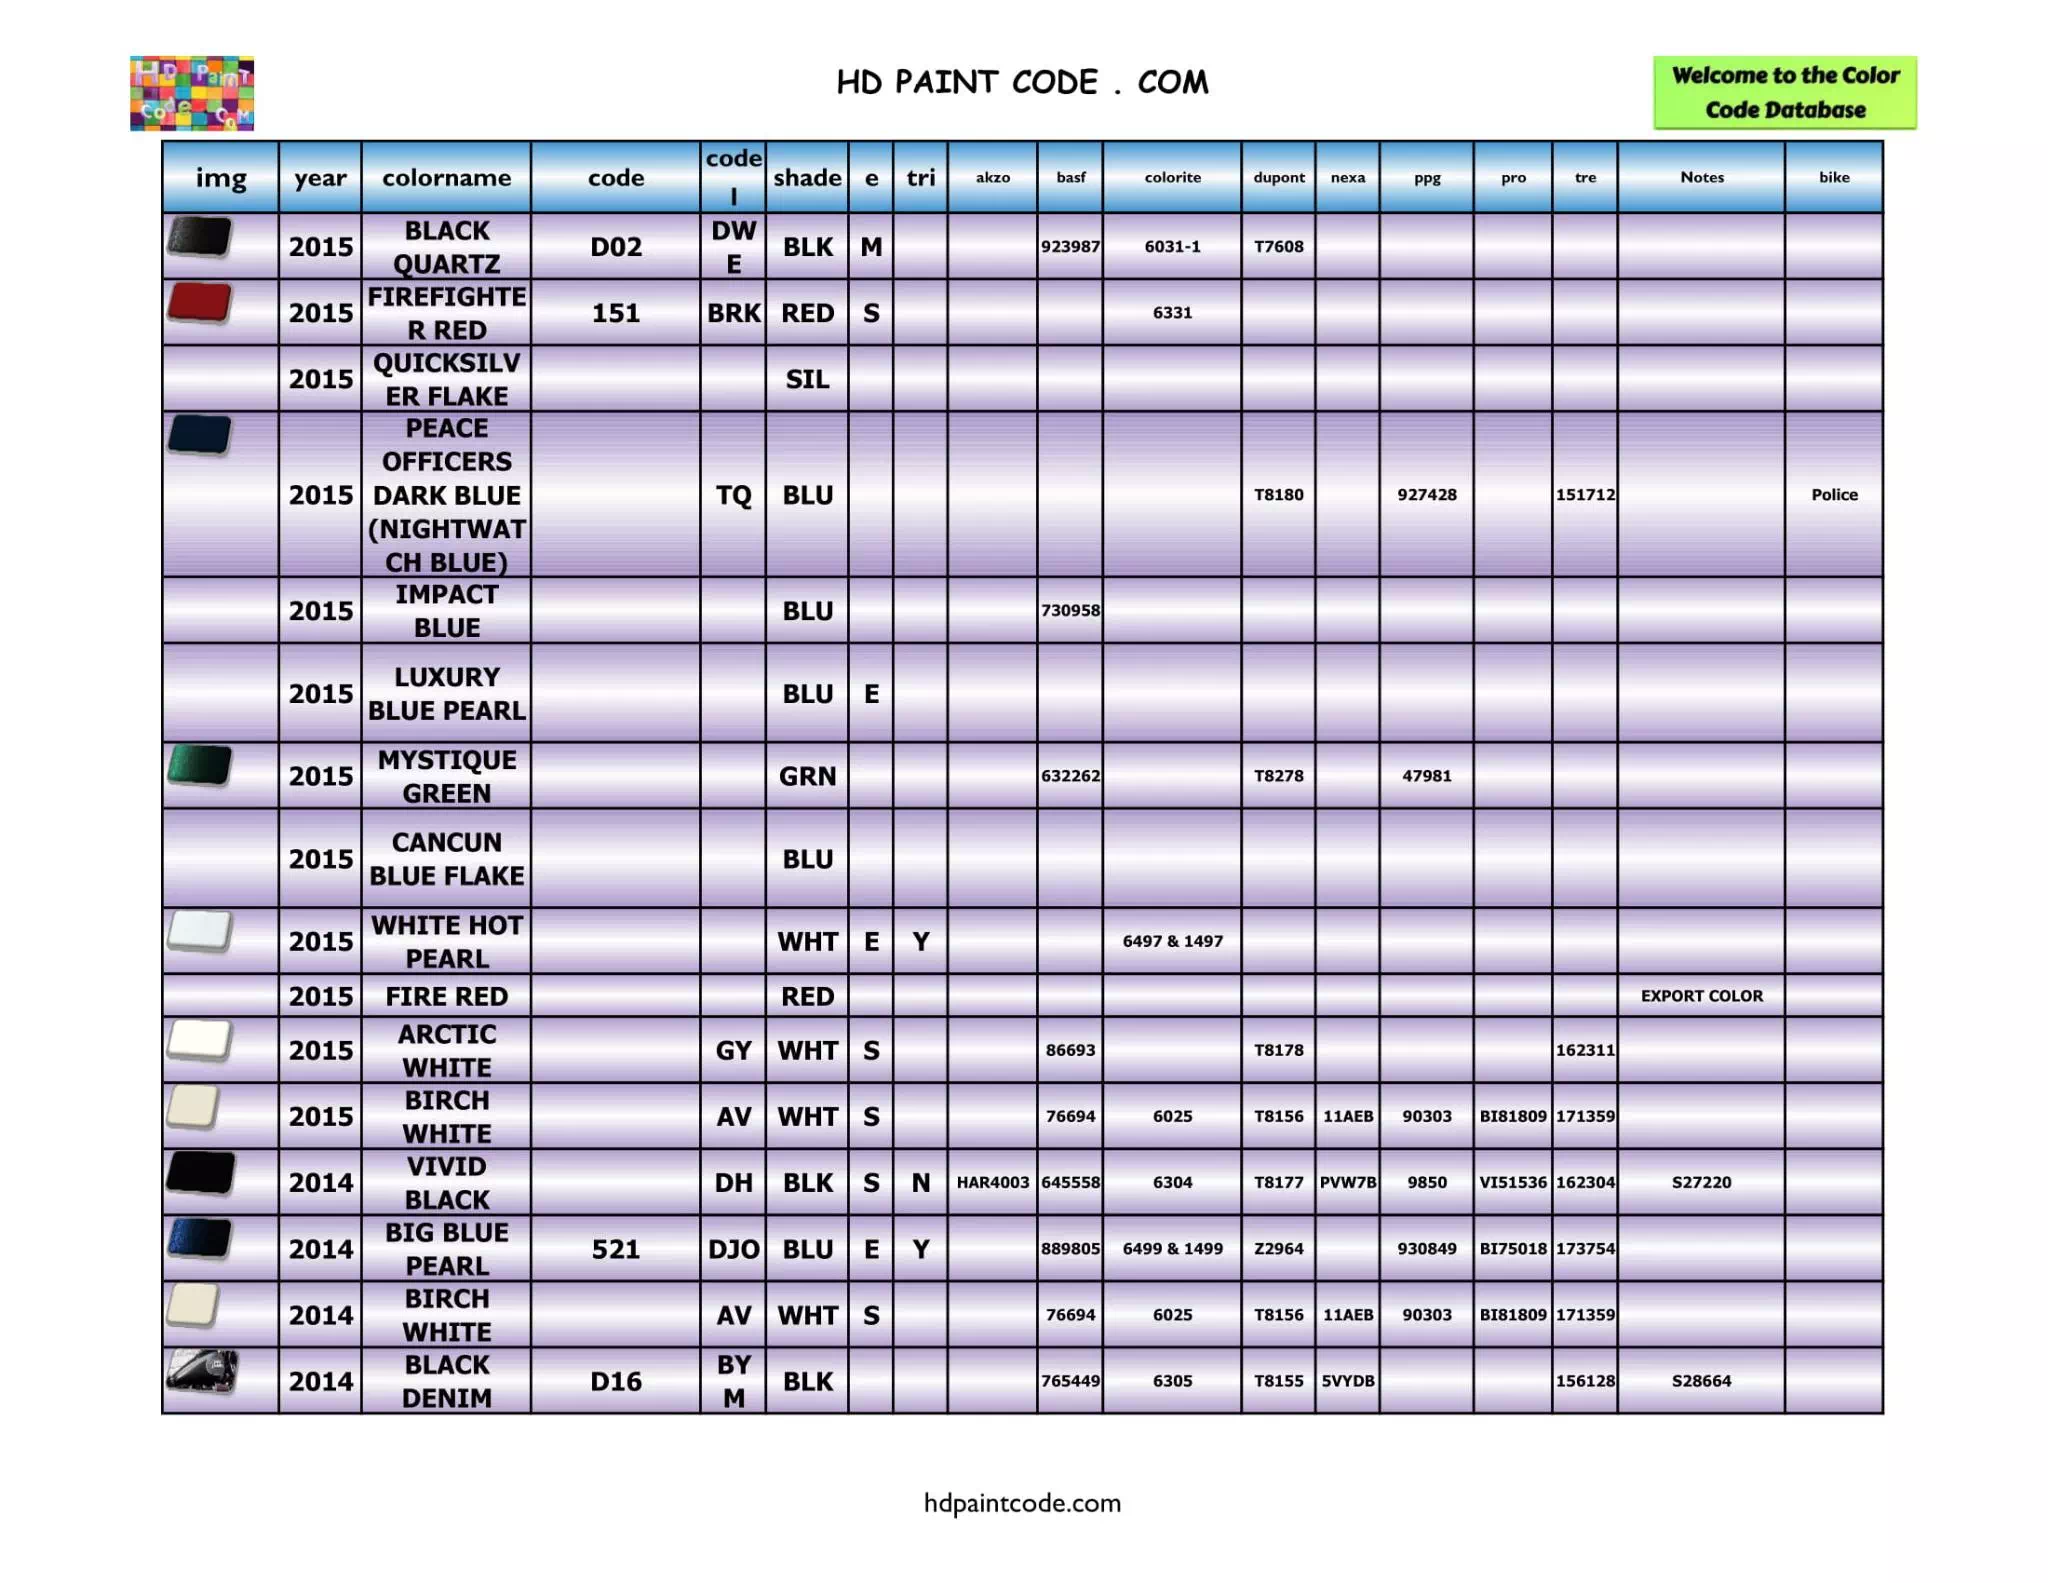 HD Paint
Code.CoM
HD PAINT CODE . COM
Welcome to the Color
Code Database
img year colorname code code l shade e tri akzo basf colorite dupont nexa ppg pro tre Notes bike
2015 BLACK QUARTZ D02 DW E BLK M 923987 6031-1 T7608
2015 FIREFIGHTE R RED 151 BRK RED S 6331
2015 QUICKSILV ER FLAKE SIL
2015 PEACE OFFICERS DARK BLUE (NIGHTWAT CH BLUE) TQ BLU T8180 927428 151712 Police
2015 IMPACT BLUE BLU 730958
2015 LUXURY BLUE PEARL BLU E
2015 MYSTIQUE GREEN GRN 632262 T8278 47981
2015 CANCUN BLUE FLAKE BLU
2015 WHITE HOT PEARL WHT E Y 6497 & 1497
2015 FIRE RED RED EXPORT COLOR
2015 ARCTIC WHITE GY WHT S 86693 T8178 162311
2015 BIRCH WHITE AV WHT S 76694 6025 T8156 11AEB 90303 BI81809 171359
2014 VIVID BLACK DH BLK S N HAR4003 645558 6304 T8177 PVW7B 9850 VI51536 162304 S27220
2014 BIG BLUE PEARL 521 DJO BLU E Y 889805 6499 & 1499 Z2964 930849 BI75018 173754
2014 BIRCH WHITE AV WHT S 76694 6025 T8156 11AEB 90303 BI81809 171359
2014 BLACK DENIM D16 BY M BLK 765449 6305 T8155 5VYDB 156128 S28664
hdpaintcode.com